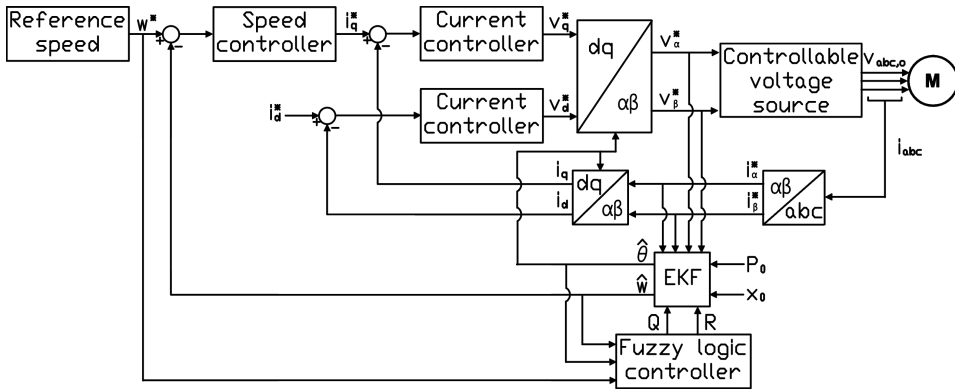 Reference
speed
w*
+
-
Speed
controller
i*q
+
-
Current
controller
v*q
dq
αβ
v*α
v*β
Controllable
voltage
source
vabc,o
M
i*d
+
-
Current
controller
v*d
iabc
iq
id
dq
αβ
i*α
i*β
αβ
abc
θ̂
ŵ
EKF
P0
x0
Q
R
Fuzzy logic
controller